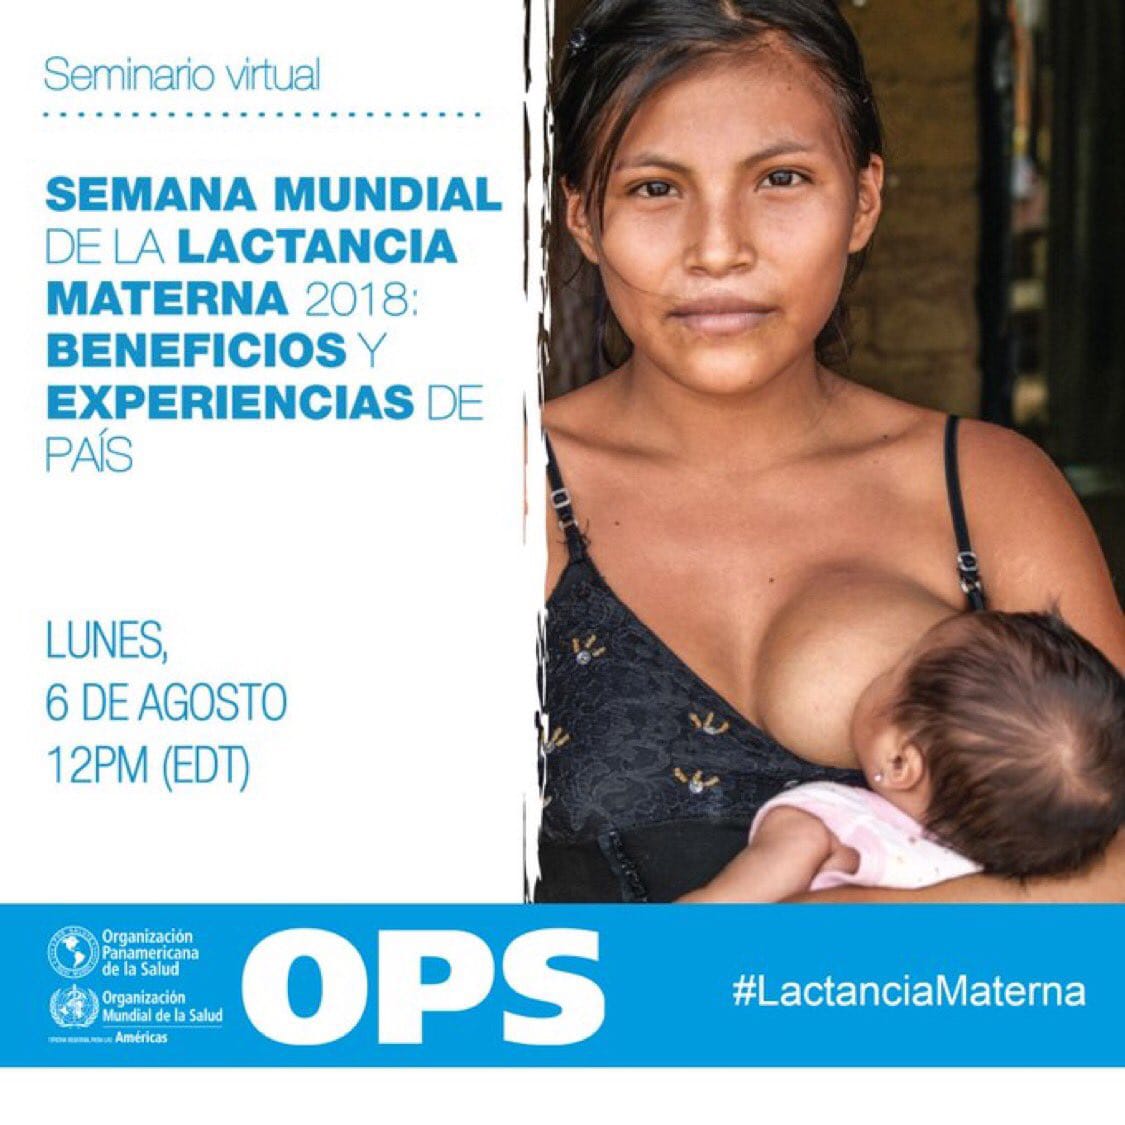 Seminario virtual
SEMANA MUNDIAL
DE LA LACTANCIA
MATERNA 2018:
BENEFICIOS Y
EXPERIENCIAS DE
PAÍS
LUNES,
6 DE AGOSTO
12PM (EDT)
Organización
Panamericana
de la Salud
Organización
Mundial de la Salud
Américas
OPS
#LactanciaMaterna